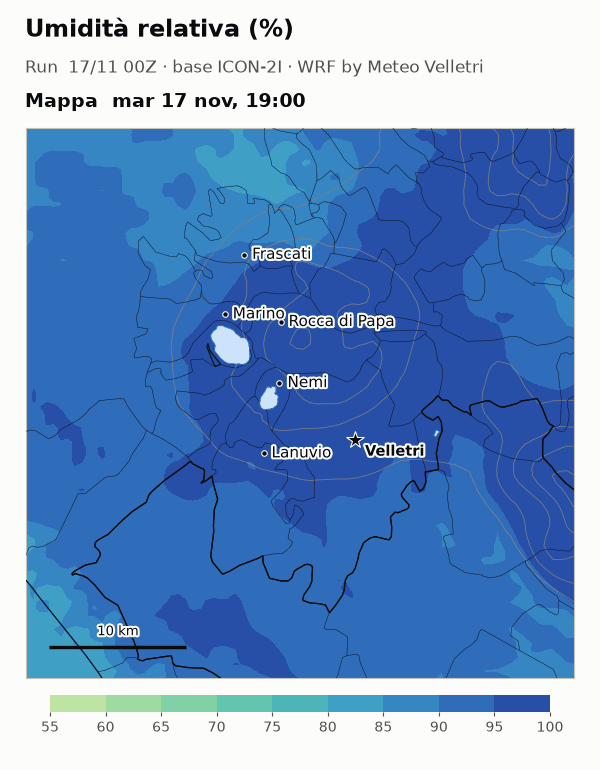 Umidità relativa (%)
Run  17/11 00Z · base ICON-2I · WRF by Meteo Velletri
Mappa  mar 17 nov, 19:00
Frascati
Marino
Rocca di Papa
Nemi
Velletri
Lanuvio
10 km
55 60 65 70 75 80 85 90 95 100